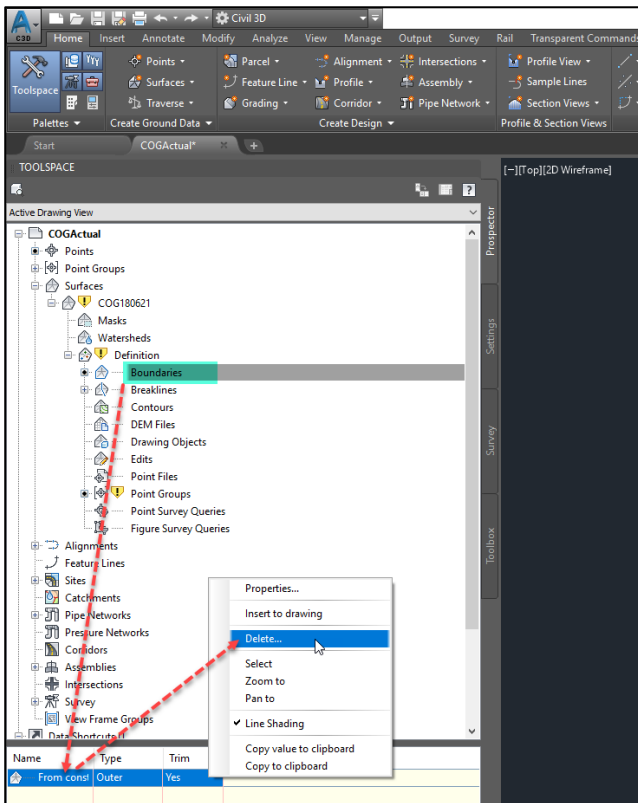 C3D
Civil 3D
Home Insert Annotate Modify Analyze View Manage Output Survey Rail Transparent Commands
Toolspace
Points Parcel Alignment Intersections Profile View
Surfaces Feature Line Profile Assembly Sample Lines
Traverse Grading Corridor Pipe Network Section Views
Palettes Create Ground Data Create Design Profile & Section Views
Start COGActual*
TOOLSPACE
[−][Top][2D Wireframe]
Active Drawing View
Prospector
Settings
Survey
Toolbox
COGActual
Points
Point Groups
Surfaces
COG180621
Masks
Watersheds
Definition
Boundaries
Breaklines
Contours
DEM Files
Drawing Objects
Edits
Point Files
Point Groups
Point Survey Queries
Figure Survey Queries
Alignments
Feature Lines
Sites
Catchments
Pipe Networks
Pressure Networks
Corridors
Assemblies
Intersections
Survey
View Frame Groups
Data Shortcuts
Properties...
Insert to drawing
Delete...
Select
Zoom to
Pan to
Line Shading
Copy value to clipboard
Copy to clipboard
Name Type Trim
From const Outer Yes